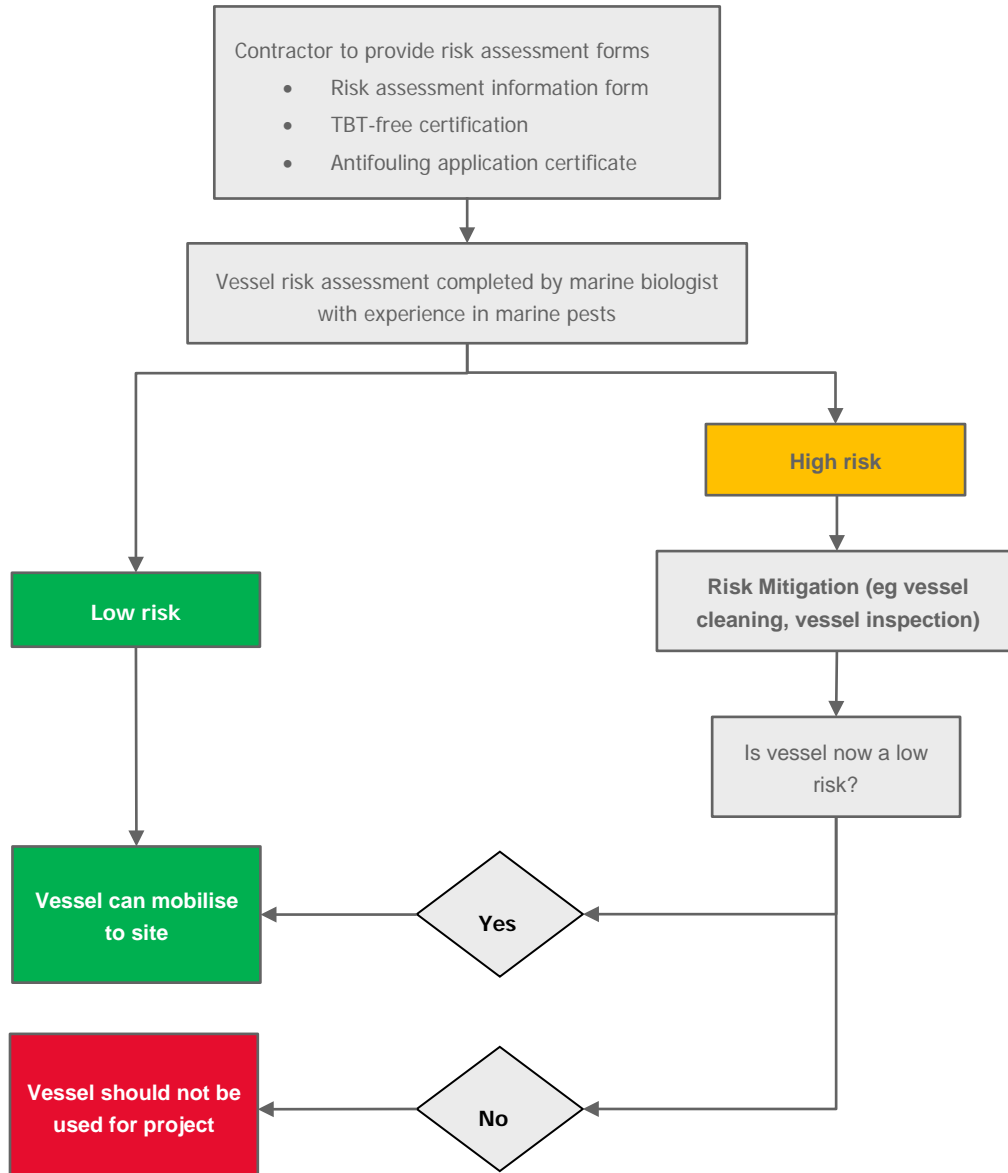 Contractor to provide risk assessment forms
• Risk assessment information form
• TBT-free certification
• Antifouling application certificate
Vessel risk assessment completed by marine biologist
with experience in marine pests
High risk
Risk Mitigation (eg vessel
cleaning, vessel inspection)
Low risk
Is vessel now a low
risk?
Vessel can mobilise
to site
Yes
Vessel should not be
used for project
No